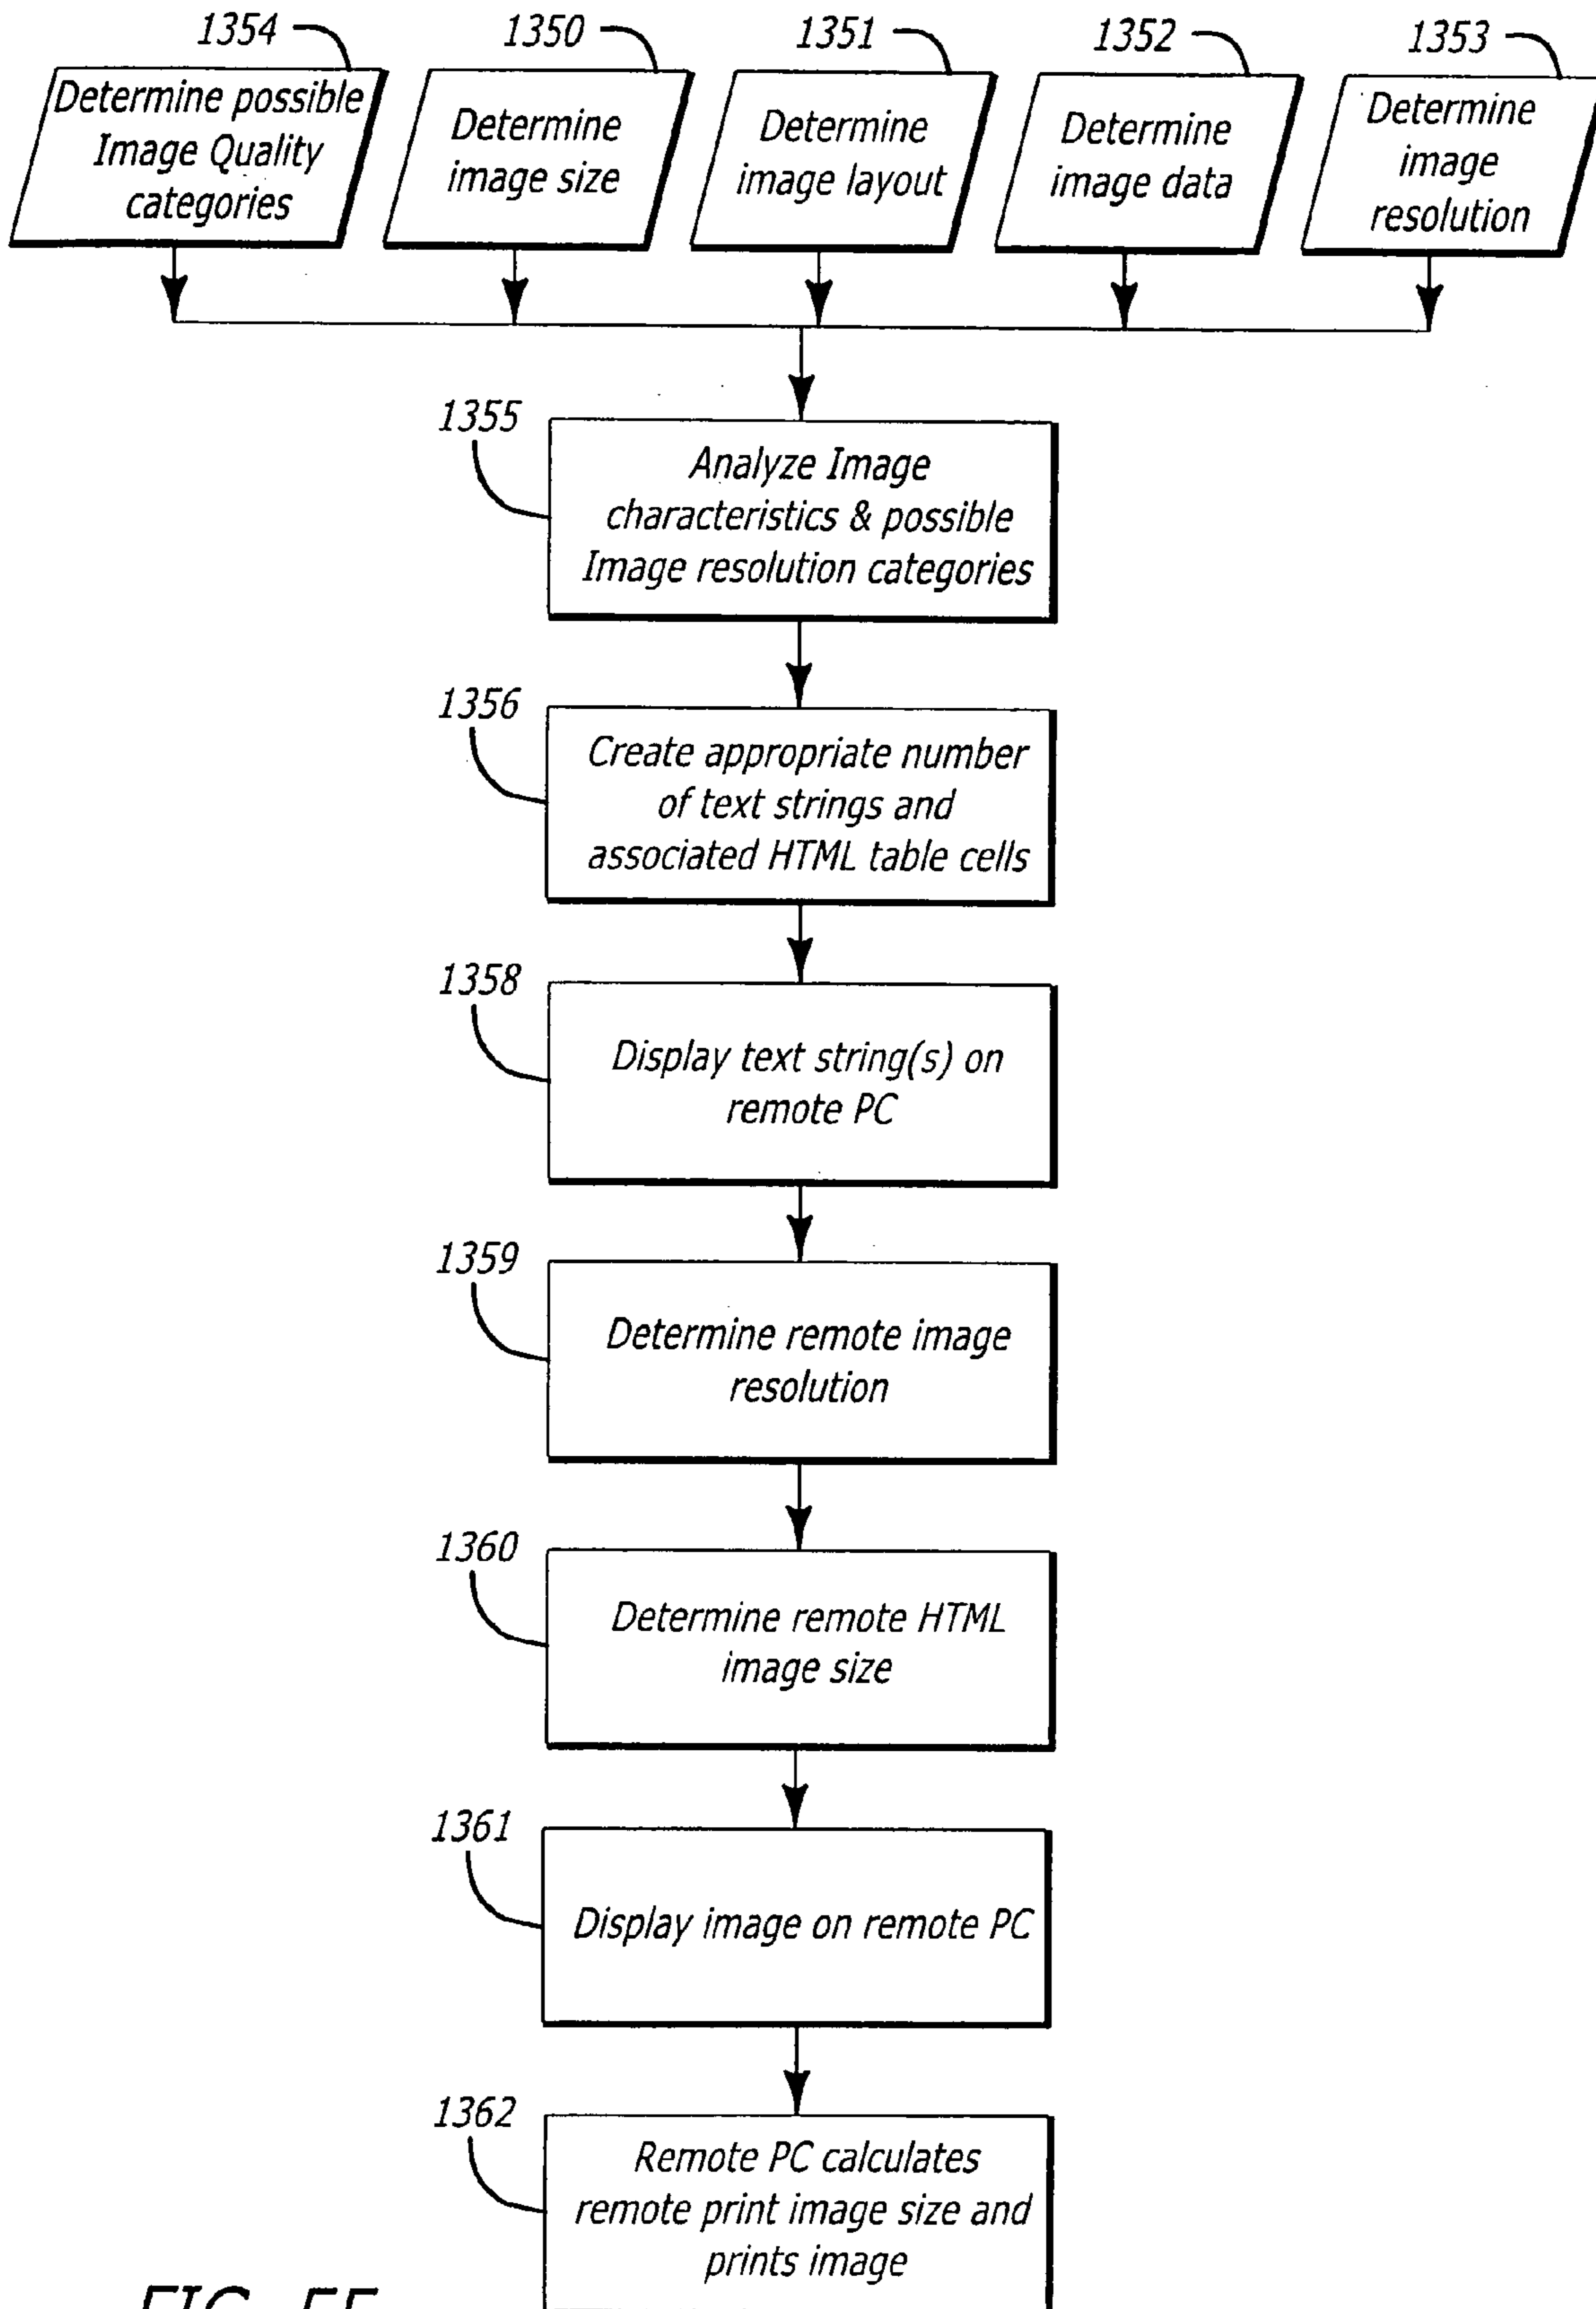 1354
1350
1351
1352
1353
Determine possible
Image Quality
categories
Determine
image size
Determine
image layout
Determine
image data
Determine
image
resolution
1355
Analyze Image
characteristics & possible
Image resolution categories
1356
Create appropriate number
of text strings and
associated HTML table cells
1358
Display text string(s) on
remote PC
1359
Determine remote image
resolution
1360
Determine remote HTML
image size
1361
Display image on remote PC
1362
Remote PC calculates
remote print image size and
prints image
FIG.